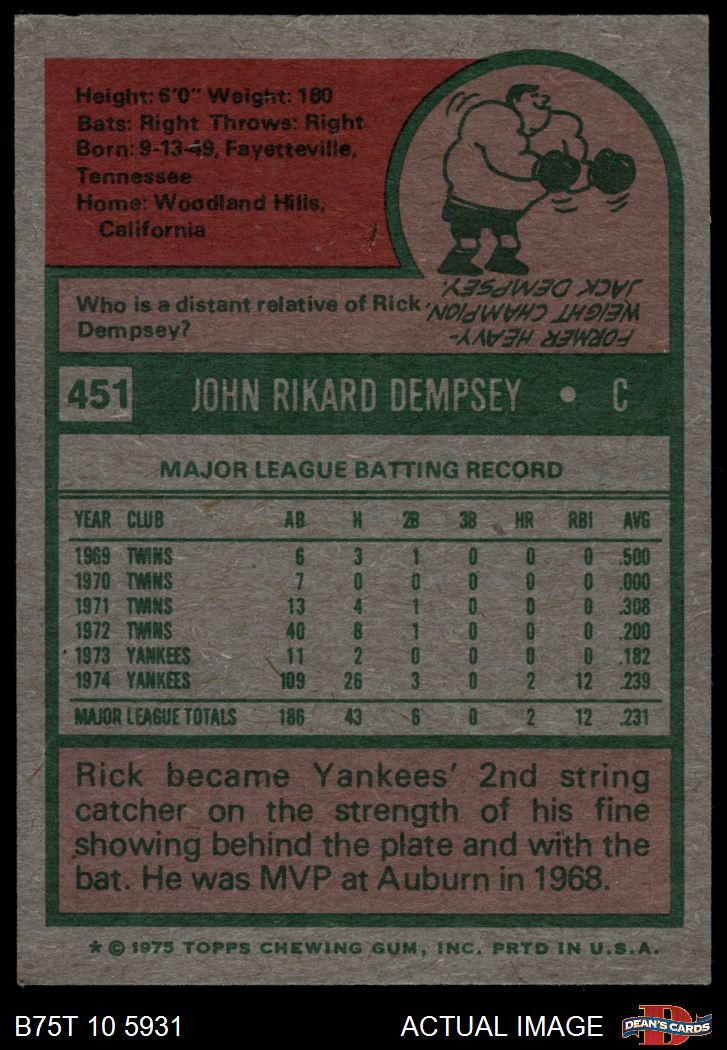 Height: 6'0" Weight: 180
Bats: Right Throws: Right
Born: 9-13-49, Fayetteville,
Tennessee
Home: Woodland Hills,
California
Who is a distant relative of Rick
Dempsey?
FORMER HEAVY-
WEIGHT CHAMPION,
JACK DEMPSEY.
451 JOHN RIKARD DEMPSEY • C
MAJOR LEAGUE BATTING RECORD
YEAR CLUB AB H 2B 3B HR RBI AVG
1969 TWINS 6 3 1 0 0 0 .500
1970 TWINS 7 0 0 0 0 0 .000
1971 TWINS 13 4 1 0 0 0 .308
1972 TWINS 40 8 1 0 0 0 .200
1973 YANKEES 11 2 0 0 0 0 .182
1974 YANKEES 109 26 3 0 2 12 .239
MAJOR LEAGUE TOTALS 186 43 6 0 2 12 .231
Rick became Yankees' 2nd string
catcher on the strength of his fine
showing behind the plate and with the
bat. He was MVP at Auburn in 1968.
* © 1975 TOPPS CHEWING GUM, INC. PRTD IN U.S.A.
B75T 10 5931 ACTUAL IMAGE D DEAN'S CARDS